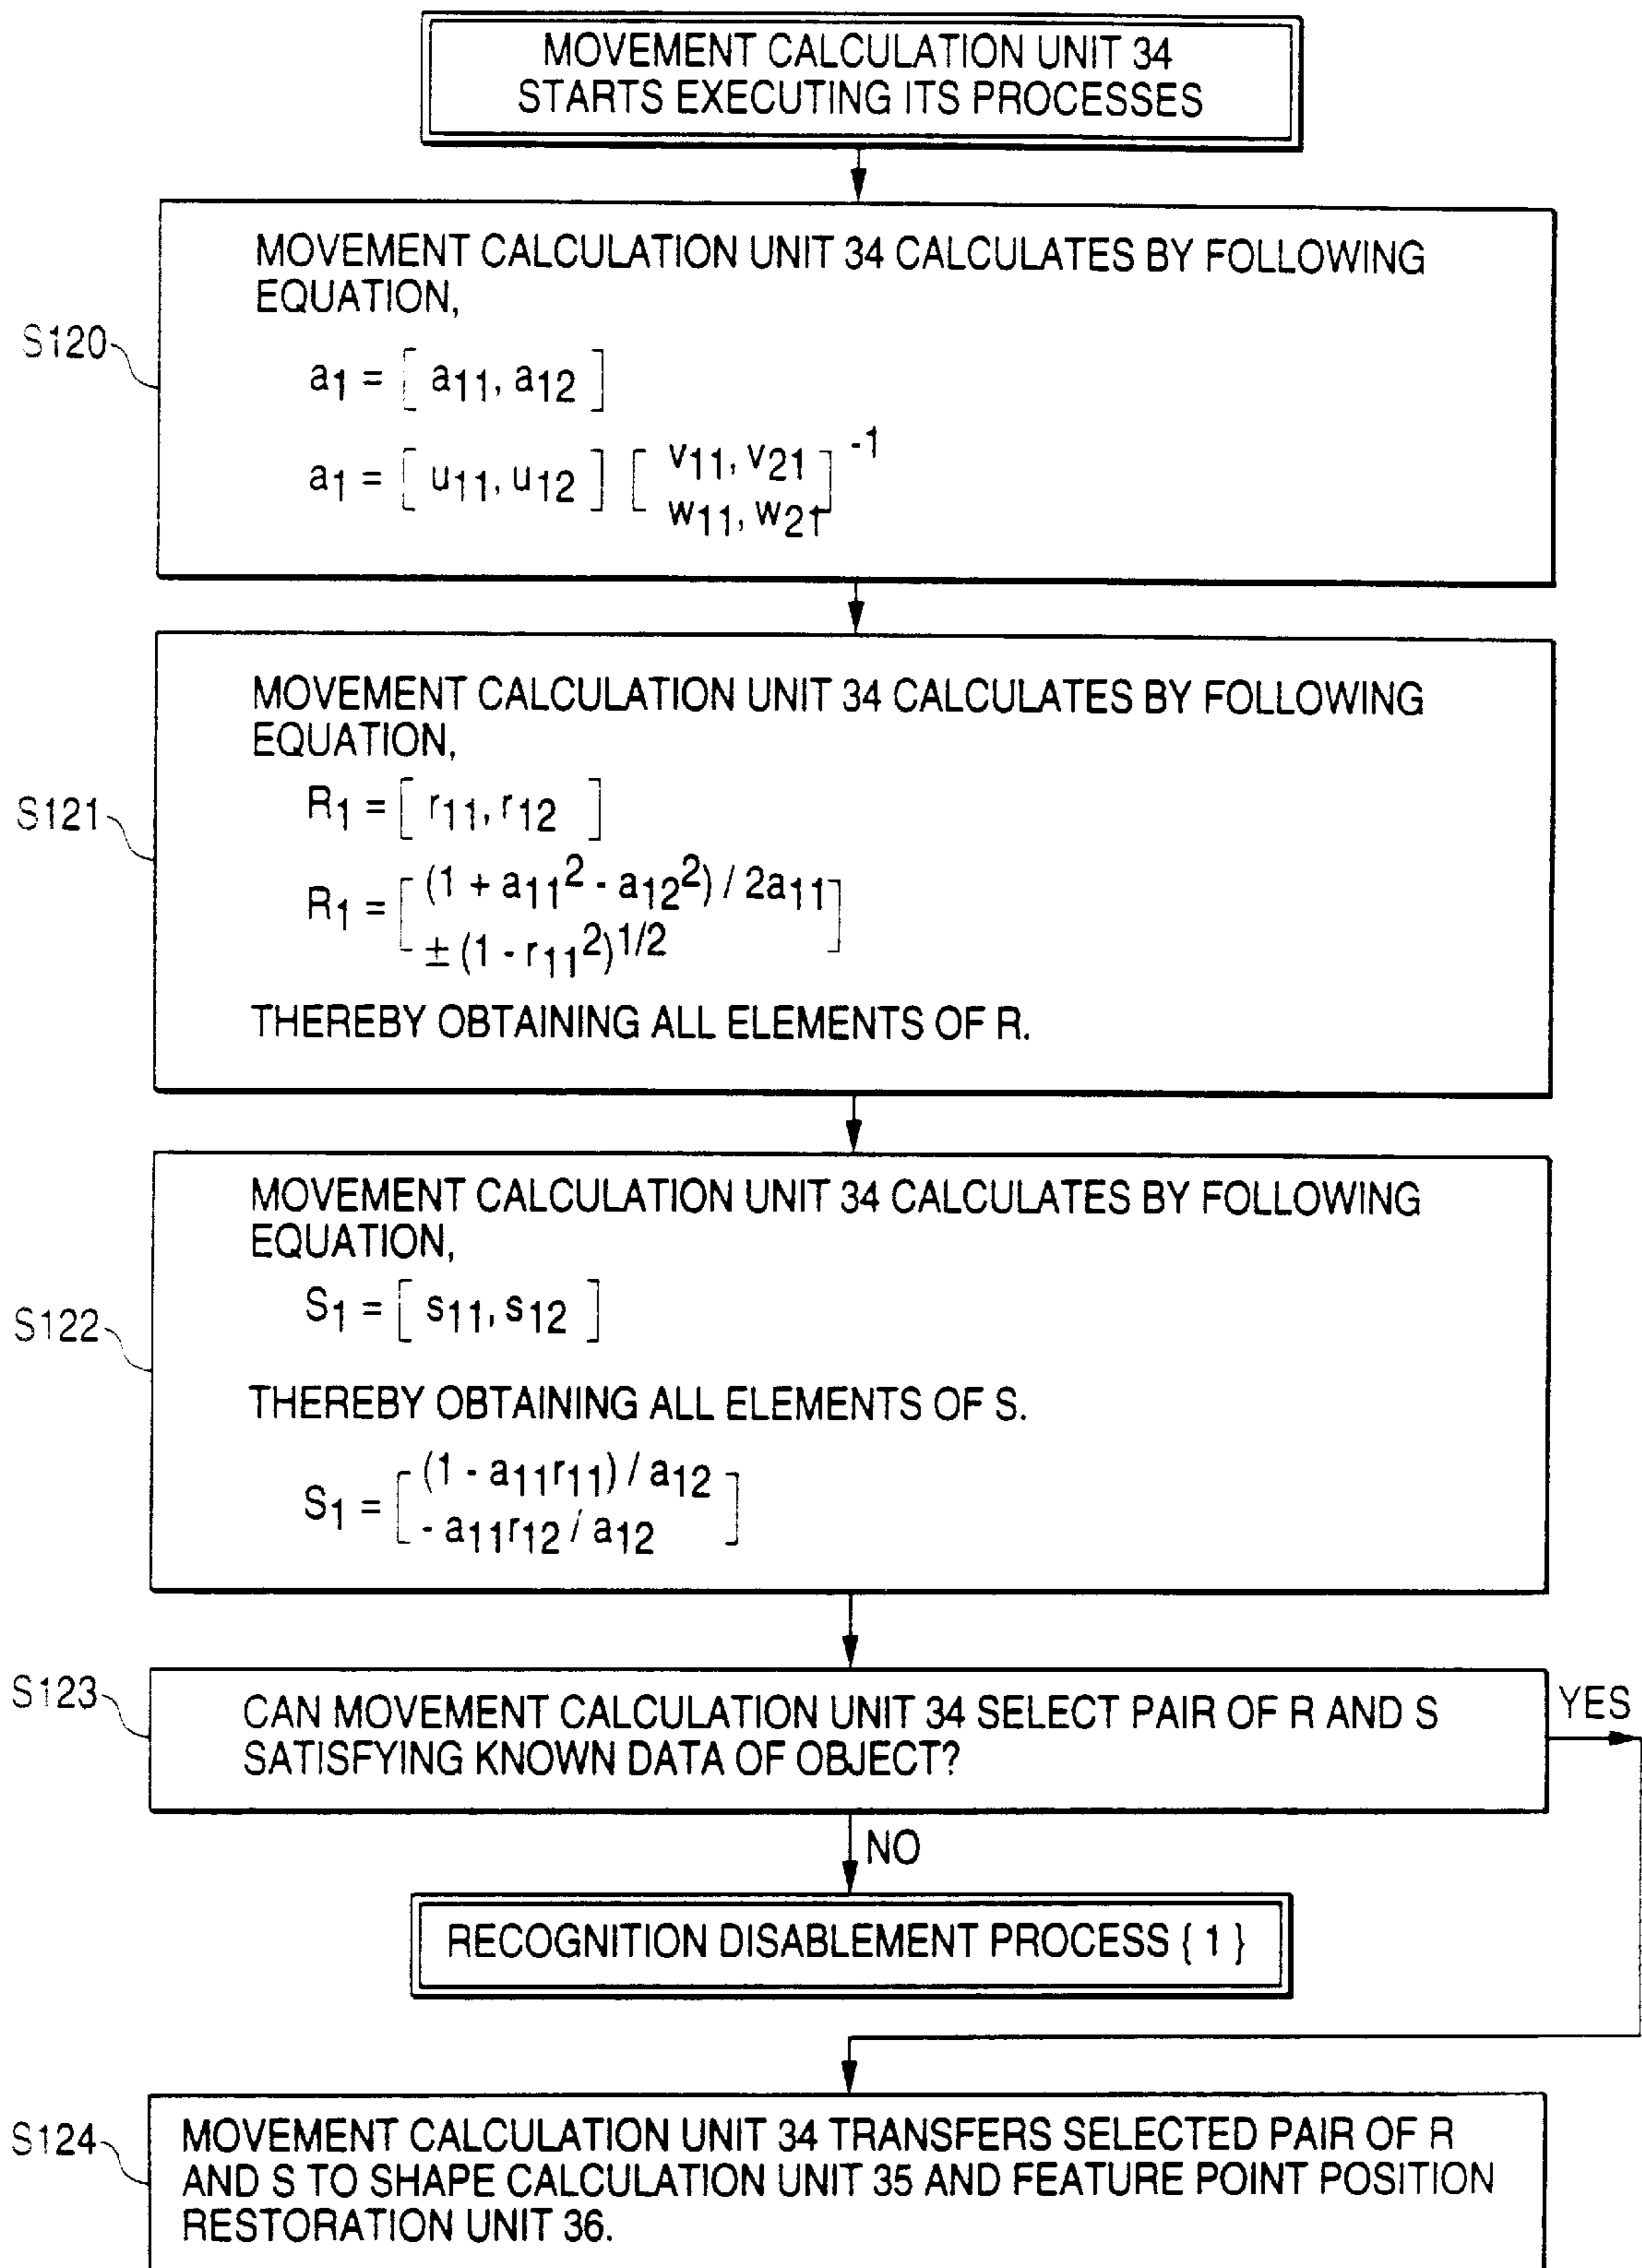 MOVEMENT CALCULATION UNIT 34
STARTS EXECUTING ITS PROCESSES
S120
MOVEMENT CALCULATION UNIT 34 CALCULATES BY FOLLOWING
EQUATION,
a11 = [ a11, a12 ]
a1 = [ u11, u12 ] [ v11, v21
w11, w21 ] -1
S121
MOVEMENT CALCULATION UNIT 34 CALCULATES BY FOLLOWING
EQUATION,
R1 = [ r11, r12 ]
R1 = [ (1 + a11² - a12²) / 2a11
± (1 - r11²)1/2 ]
THEREBY OBTAINING ALL ELEMENTS OF R.
S122
MOVEMENT CALCULATION UNIT 34 CALCULATES BY FOLLOWING
EQUATION,
S1 = [ s11, s12 ]
THEREBY OBTAINING ALL ELEMENTS OF S.
S1 = [ (1 - a11r11) / a12
- a11r12 / a12 ]
S123
CAN MOVEMENT CALCULATION UNIT 34 SELECT PAIR OF R AND S
SATISFYING KNOWN DATA OF OBJECT?
YES
NO
RECOGNITION DISABLEMENT PROCESS { 1 }
S124
MOVEMENT CALCULATION UNIT 34 TRANSFERS SELECTED PAIR OF R
AND S TO SHAPE CALCULATION UNIT 35 AND FEATURE POINT POSITION
RESTORATION UNIT 36.